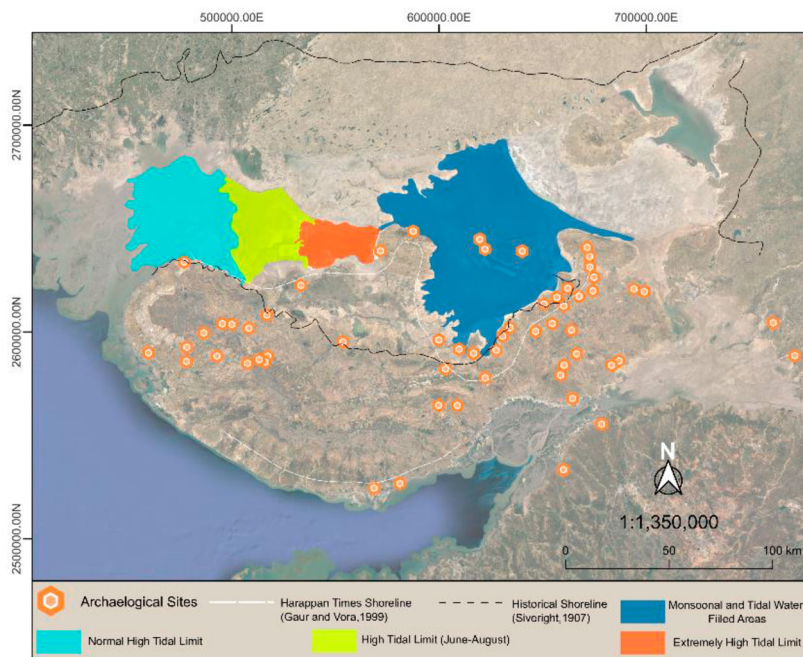 500000.00E 600000.00E 700000.00E
2700000.00N
2600000.00N
2500000.00N
N
1:1,350,000
0 50 100 km
Archaelogical Sites
Harappan Times Shoreline
(Gaur and Vora,1999)
Historical Shoreline
(Sivoright,1907)
Monsoonal and Tidal Water
Filled Areas
Normal High Tidal Limit
High Tidal Limit (June-August)
Extremely High Tidal Limit